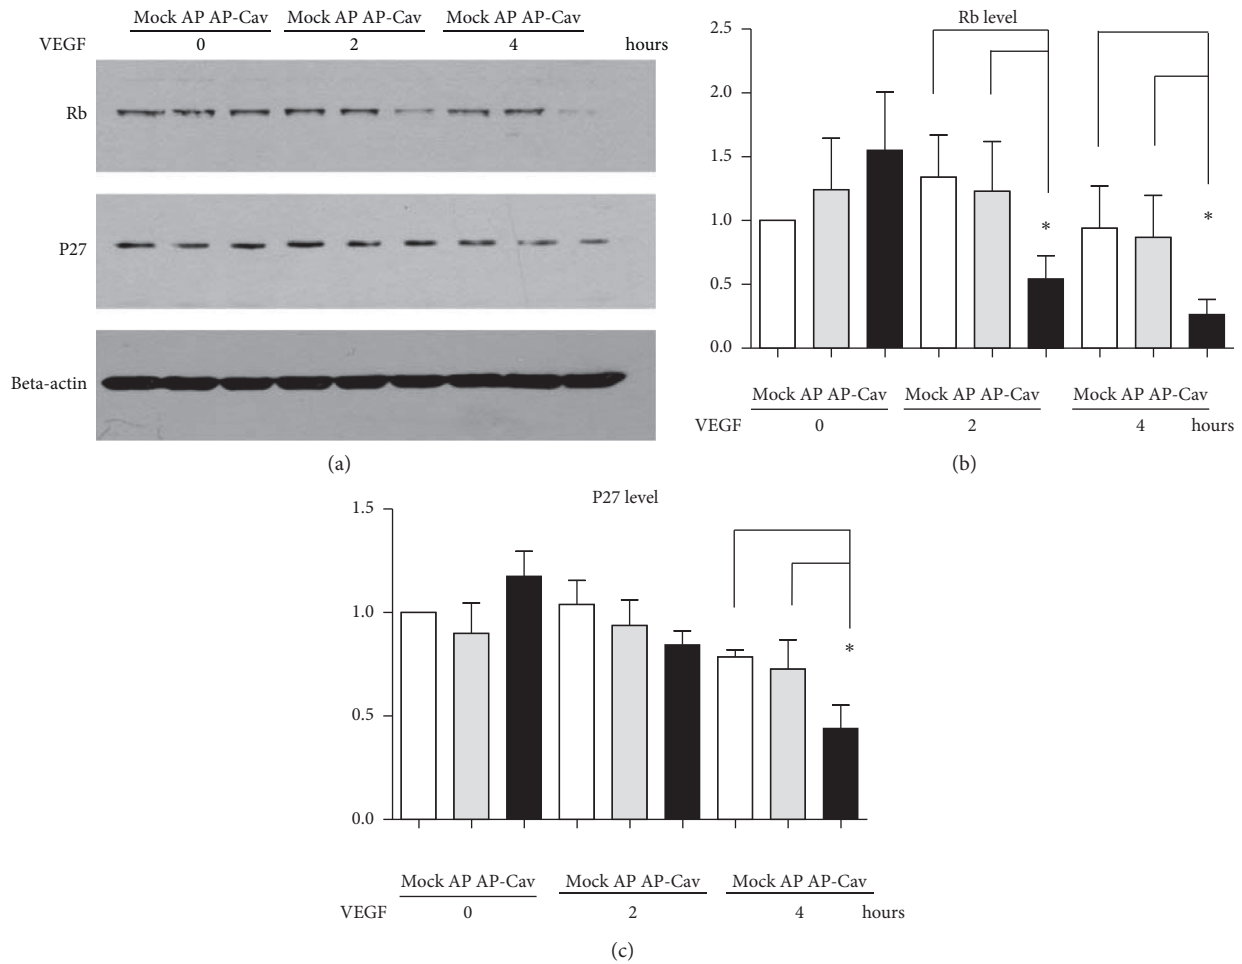 Mock AP AP-Cav Mock AP AP-Cav Mock AP AP-Cav
VEGF 0 2 4 hours
Rb
P27
Beta-actin
(a)
Rb level
2.5
2.0
1.5
1.0
0.5
0.0
* *
Mock AP AP-Cav Mock AP AP-Cav Mock AP AP-Cav
VEGF 0 2 4 hours
(b)
P27 level
1.5
1.0
0.5
0.0
*
Mock AP AP-Cav Mock AP AP-Cav Mock AP AP-Cav
VEGF 0 2 4 hours
(c)